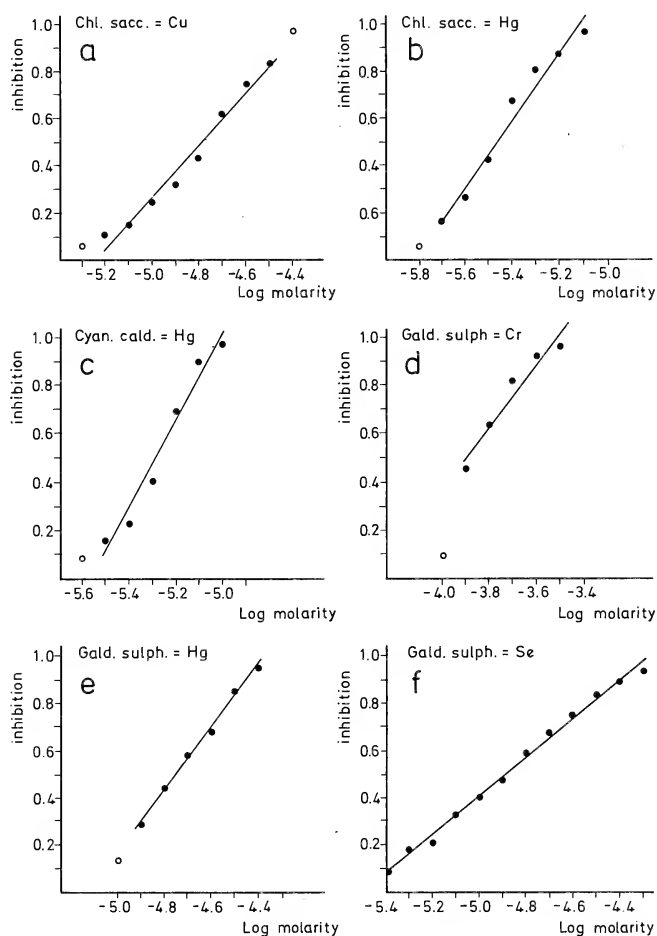 Chl. sacc. = Cu
a
inhibition
1.0
0.8
0.6
0.4
0.2
-5.2 -5.0 -4.8 -4.6 -4.4
Log molarity
Chl. sacc. = Hg
b
inhibition
1.0
0.8
0.6
0.4
0.6
-5.8 -5.6 -5.4 -5.2 -5.0
Log molarity
Cyan. cald. = Hg
c
inhibition
1.0
0.8
0.6
0.4
0.2
-5.6 -5.4 -5.2 -5.0
Log molarity
Gald. sulph = Cr
d
inhibition
1.0
0.8
0.6
0.4
0.2
-4.0 -3.8 -3.6 -3.4
Log molarity
Gald. sulph. = Hg
e
inhibition
1.0
0.8
0.6
0.4
0.2
-5.0 -4.8 -4.6 -4.4
Log molarity
Gald. sulph. = Se
f
inhibition
1.0
0.8
0.6
0.4
0.2
-5.4 -5.2 -5.0 -4.8 -4.6 -4.4
Log molarity